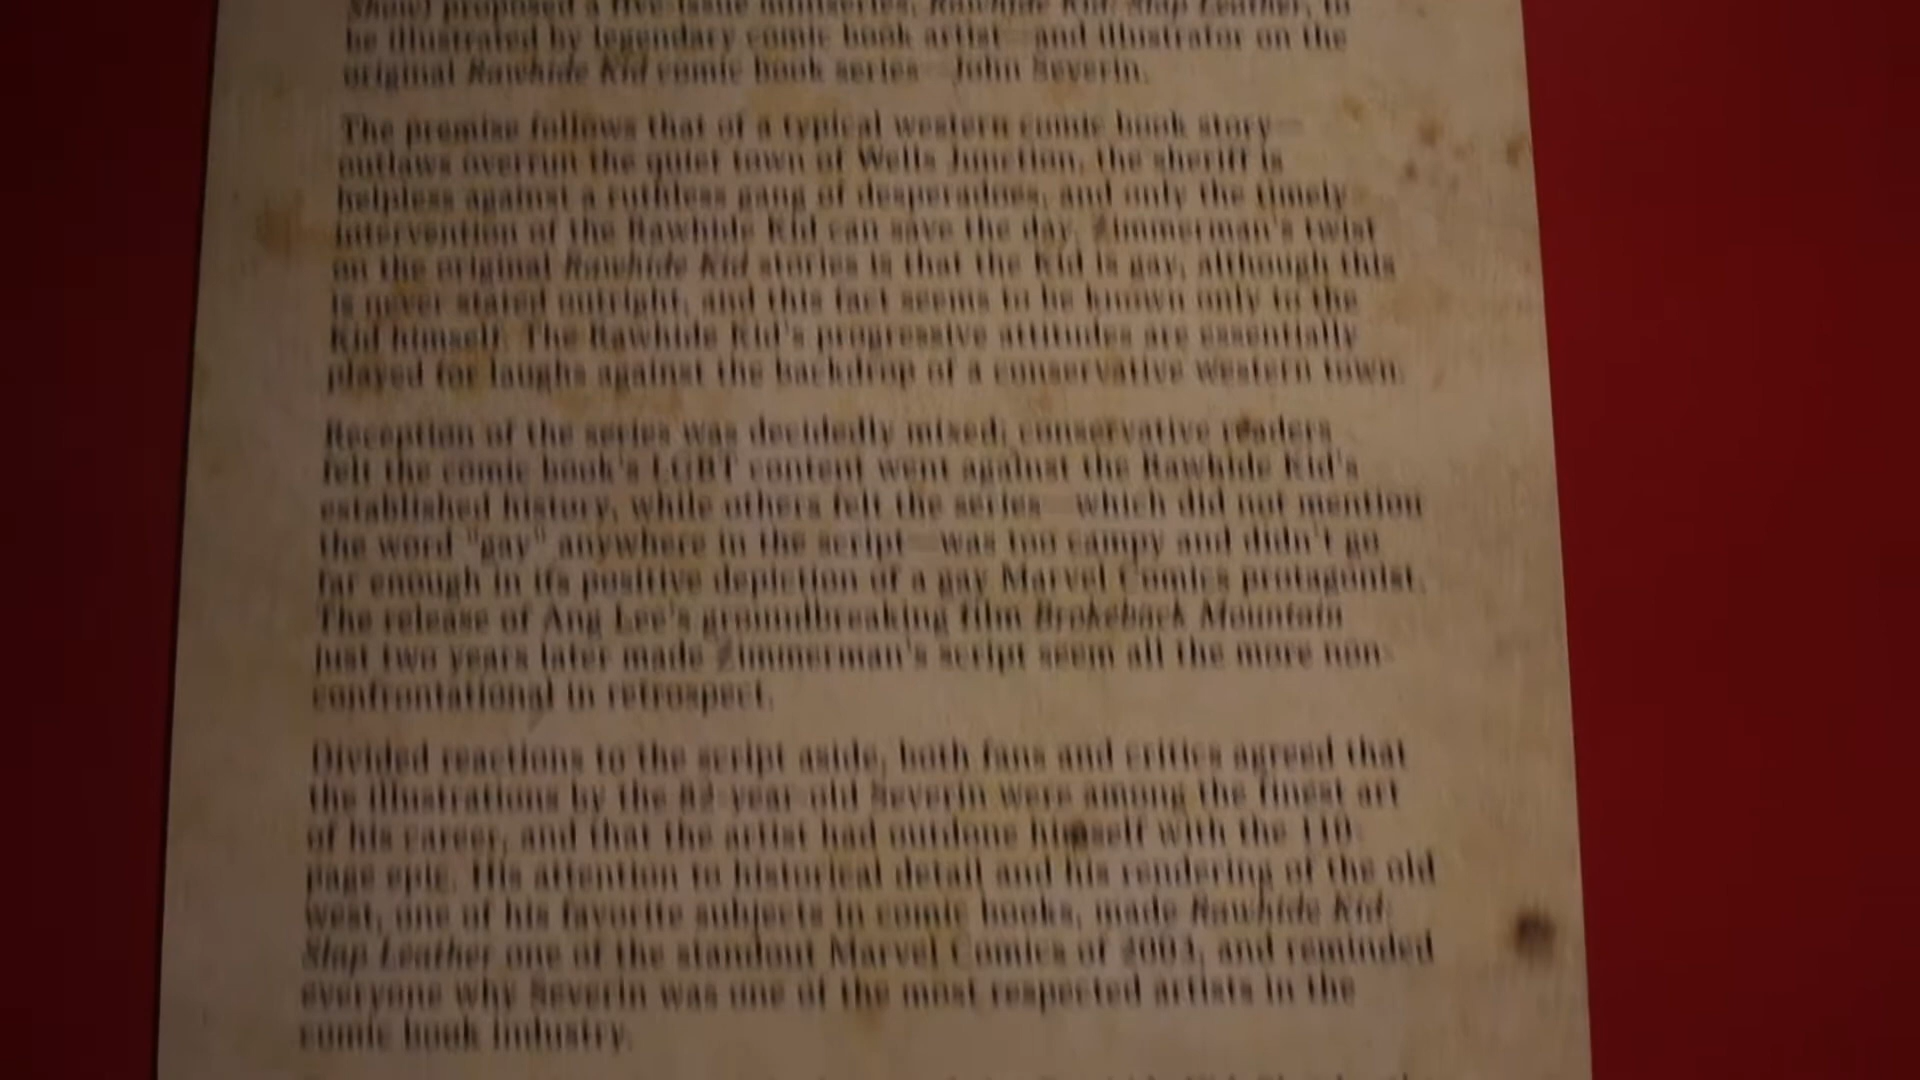 Show) proposed a five-issue miniseries, Rawhide Kid: Slap Leather, to
be illustrated by legendary comic book artist—and illustrator on the
original Rawhide Kid comic book series—John Severin.
The premise follows that of a typical western comic book story—
outlaws overrun the quiet town of Wells Junction, the sheriff is
helpless against a ruthless gang of desperadoes, and only the timely
intervention of the Rawhide Kid can save the day. Zimmerman's twist
on the original Rawhide Kid stories is that the Kid is gay, although this
is never stated outright, and this fact seems to be known only to the
Kid himself. The Rawhide Kid's progressive attitudes are essentially
played for laughs against the backdrop of a conservative western town.
Reception of the series was decidedly mixed; conservative readers
felt the comic book's LGBT content went against the Rawhide Kid's
established history, while others felt the series—which did not mention
the word "gay" anywhere in the script—was too campy and didn't go
far enough in its positive depiction of a gay Marvel Comics protagonist.
The release of Ang Lee's groundbreaking film Brokeback Mountain
just two years later made Zimmerman's script seem all the more non-
confrontational in retrospect.
Divided reactions to the script aside, both fans and critics agreed that
the illustrations by the 82-year-old Severin were among the finest art
of his career, and that the artist had outdone himself with the 110-
page epic. His attention to historical detail and his rendering of the old
west, one of his favorite subjects in comic books, made Rawhide Kid:
Slap Leather one of the standout Marvel Comics of 2003, and reminded
everyone why Severin was one of the most respected artists in the
comic book industry.